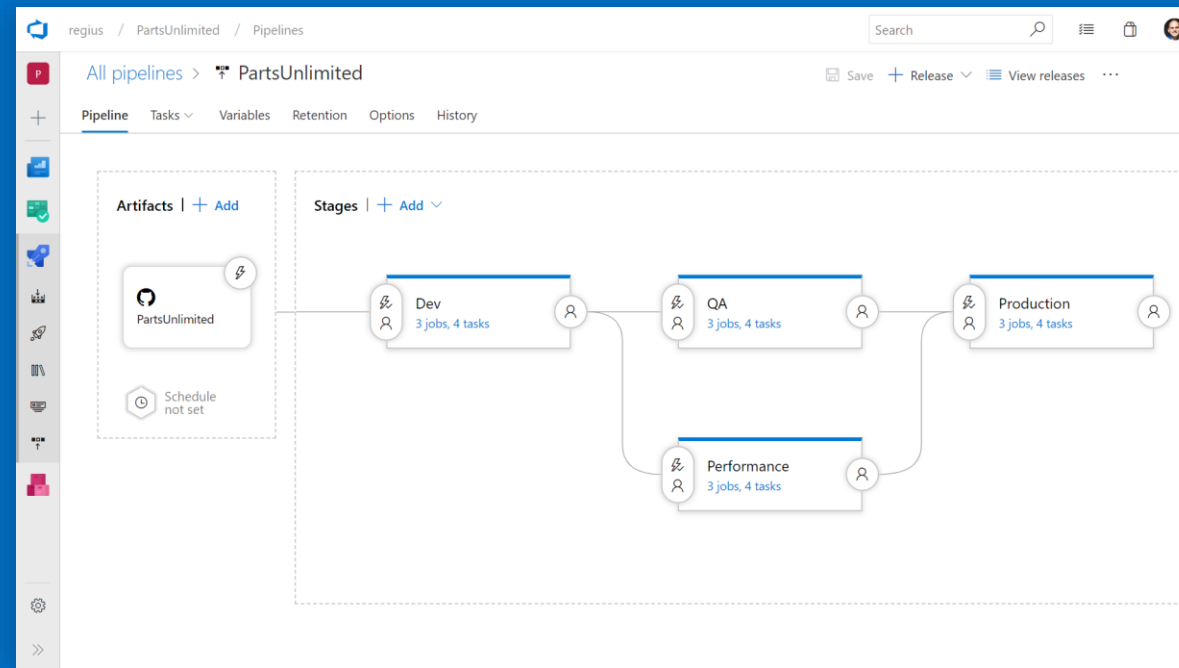 regius / PartsUnlimited / Pipelines
Search
P
All pipelines > PartsUnlimited
Save
Release
View releases
Pipeline
Tasks
Variables
Retention
Options
History
Artifacts | + Add
Stages | + Add
PartsUnlimited
Schedule
not set
Dev
3 jobs, 4 tasks
QA
3 jobs, 4 tasks
Production
3 jobs, 4 tasks
Performance
3 jobs, 4 tasks